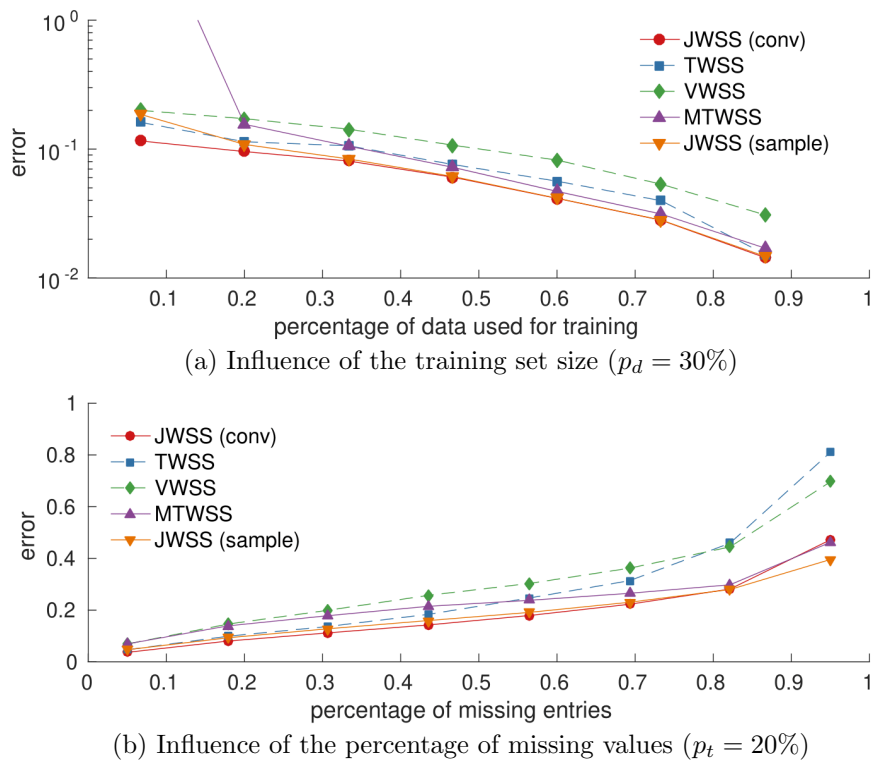 10⁰
JWSS (conv)
TWSS
VWSS
MTWSS
JWSS (sample)
10⁻¹
error
10⁻²
0.1 0.2 0.3 0.4 0.5 0.6 0.7 0.8 0.9 1
percentage of data used for training
(a) Influence of the training set size (p_d = 30%)
1
JWSS (conv)
0.8
TWSS
VWSS
0.6
MTWSS
JWSS (sample)
error
0.4
0.2
0
0 0.1 0.2 0.3 0.4 0.5 0.6 0.7 0.8 0.9 1
percentage of missing entries
(b) Influence of the percentage of missing values (p_t = 20%)